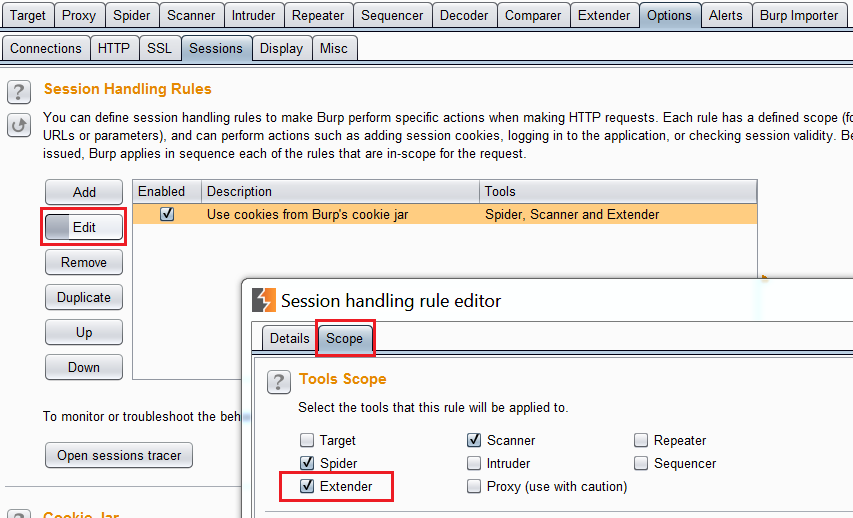 Target Proxy Spider Scanner Intruder Repeater Sequencer Decoder Comparer Extender Options Alerts Burp Importer
Connections HTTP SSL Sessions Display Misc
? Session Handling Rules
You can define session handling rules to make Burp perform specific actions when making HTTP requests. Each rule has a defined scope (fo
URLs or parameters), and can perform actions such as adding session cookies, logging in to the application, or checking session validity. Be
issued, Burp applies in sequence each of the rules that are in-scope for the request.
Add
Enabled Description Tools
Use cookies from Burp's cookie jar Spider, Scanner and Extender
Edit
Remove
Duplicate
Up
Down
To monitor or troubleshoot the beh
Open sessions tracer
? Cookie Jar
Session handling rule editor
Details Scope
? Tools Scope
Select the tools that this rule will be applied to.
Target Scanner Repeater
Spider Intruder Sequencer
Extender Proxy (use with caution)